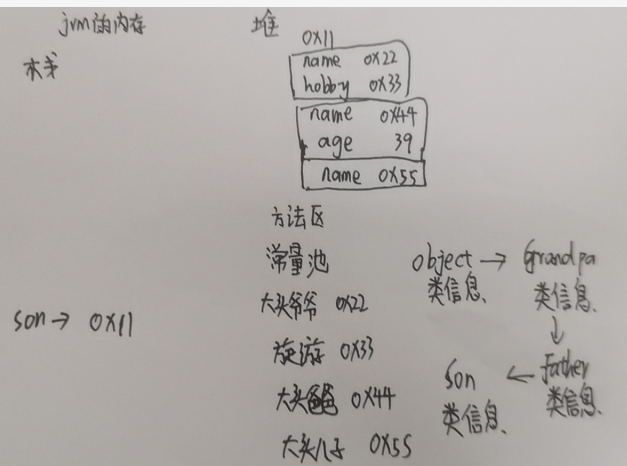 jvm的内存
栈
堆
0X11
name 0X22
hobby 0X33
name 0X44
age 39
name 0X55
方法区
常量池
大头爷爷 0X22
旅游 0X33
大头爸爸 0X44
大头儿子 0X55
son → 0X11
object → Grandpa
类信息 类信息
↓
son ← Father
类信息 类信息